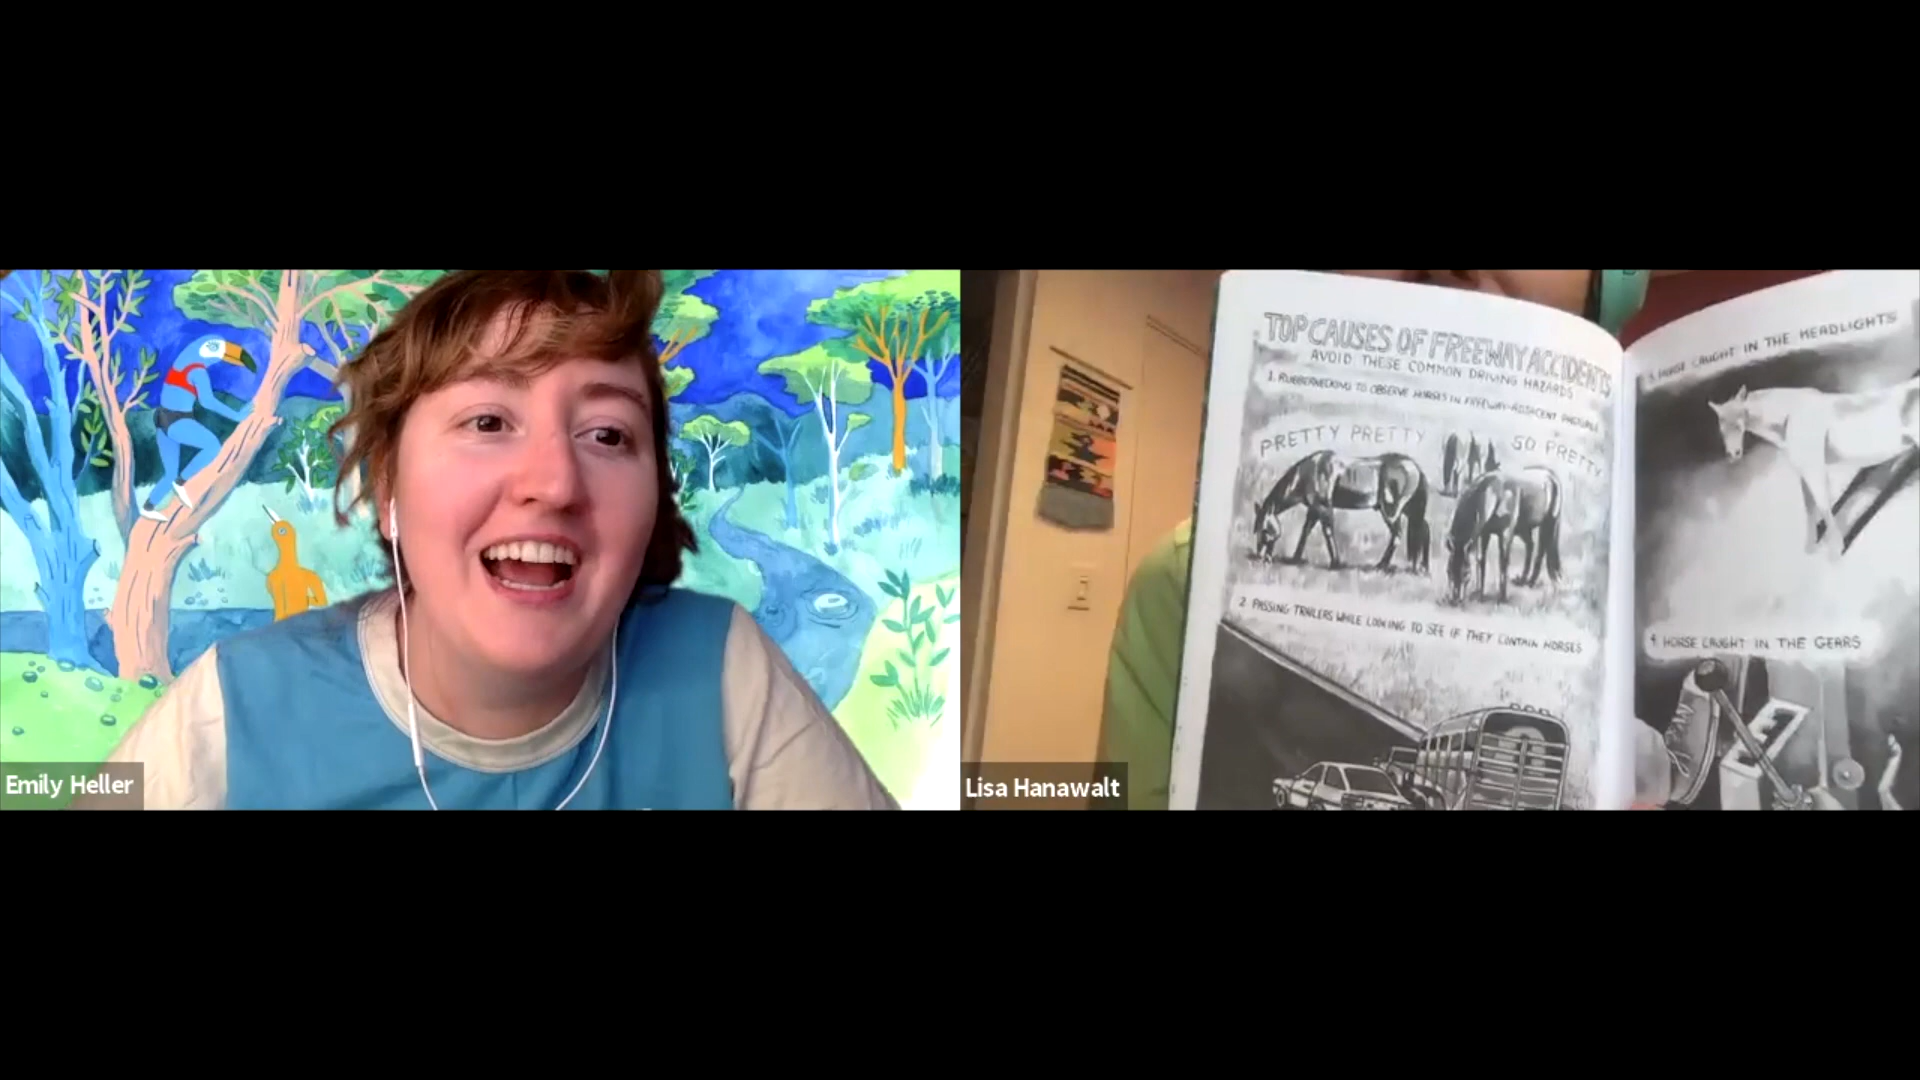 Emily Heller
Lisa Hanawalt
TOP CAUSES OF FREEWAY ACCIDENTS
AVOID THESE COMMON DRIVING HAZARDS
1. RUBBERNECKING TO OBSERVE HORSES IN FREEWAY-ADJACENT PASTURES
PRETTY PRETTY
SO PRETTY
2. PASSING TRAILERS WHILE LOOKING TO SEE IF THEY CONTAIN HORSES
3. HORSE CAUGHT IN THE HEADLIGHTS
4. HORSE CAUGHT IN THE GEARS